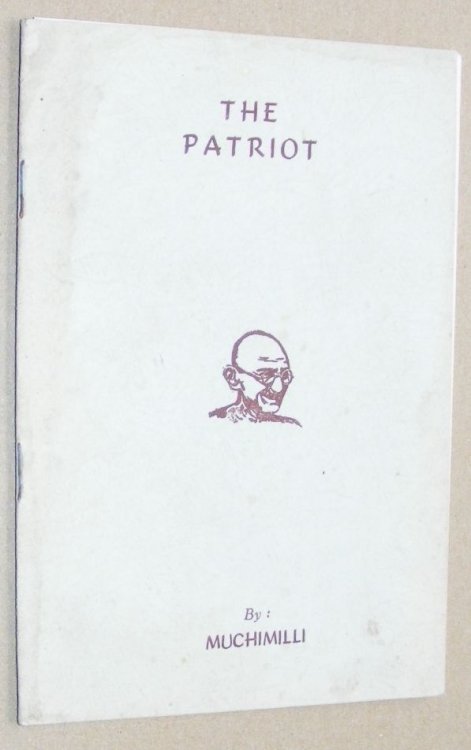 THE
PATRIOT
By :
MUCHIMILLI